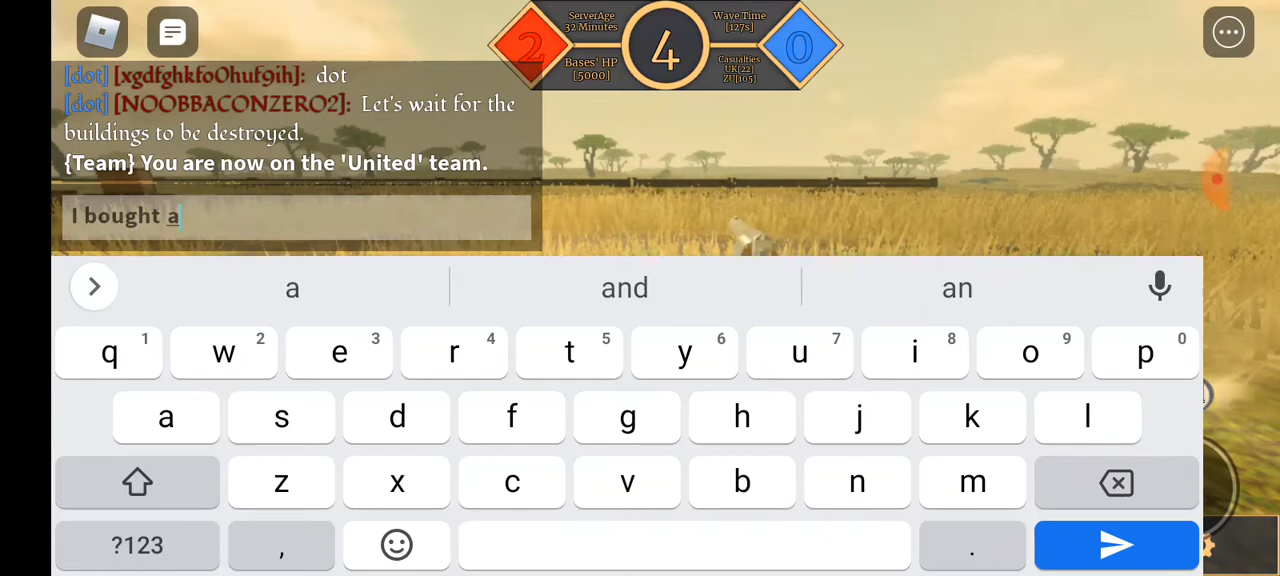 ServerAge
32 Minutes
Bases' HP
[5000]
2
4
Wave Time
[127s]
Casualties
UK[22]
ZU[105]
0
[dot] [xgdfghkfo0huf9ih]: dot
[dot] [NOOBBACONZERO2]: Let's wait for the
buildings to be destroyed.
{Team} You are now on the 'United' team.
I bought a
a and an
q 1 w 2 e 3 r 4 t 5 y 6 u 7 i 8 o 9 p 0
a s d f g h j k l
z x c v b n m
?123 , .